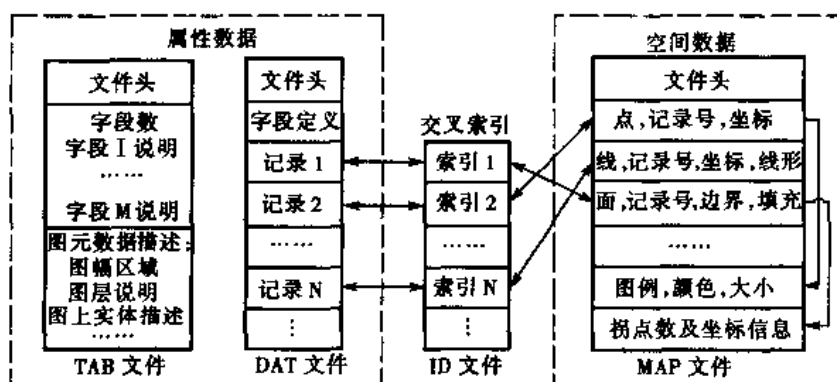 属性数据
文件头
字段数
字段I说明
……
字段M说明
图元数据描述:
图幅区域
图层说明
图上实体描述
……
TAB 文件
文件头
字段定义
记录1
记录2
……
记录N
⋮
DAT 文件
交叉索引
索引1
索引2
……
索引N
⋮
ID 文件
空间数据
文件头
点,记录号,坐标
线,记录号,坐标,线形
面,记录号,边界,填充
……
图例,颜色,大小
拐点数及坐标信息
MAP 文件